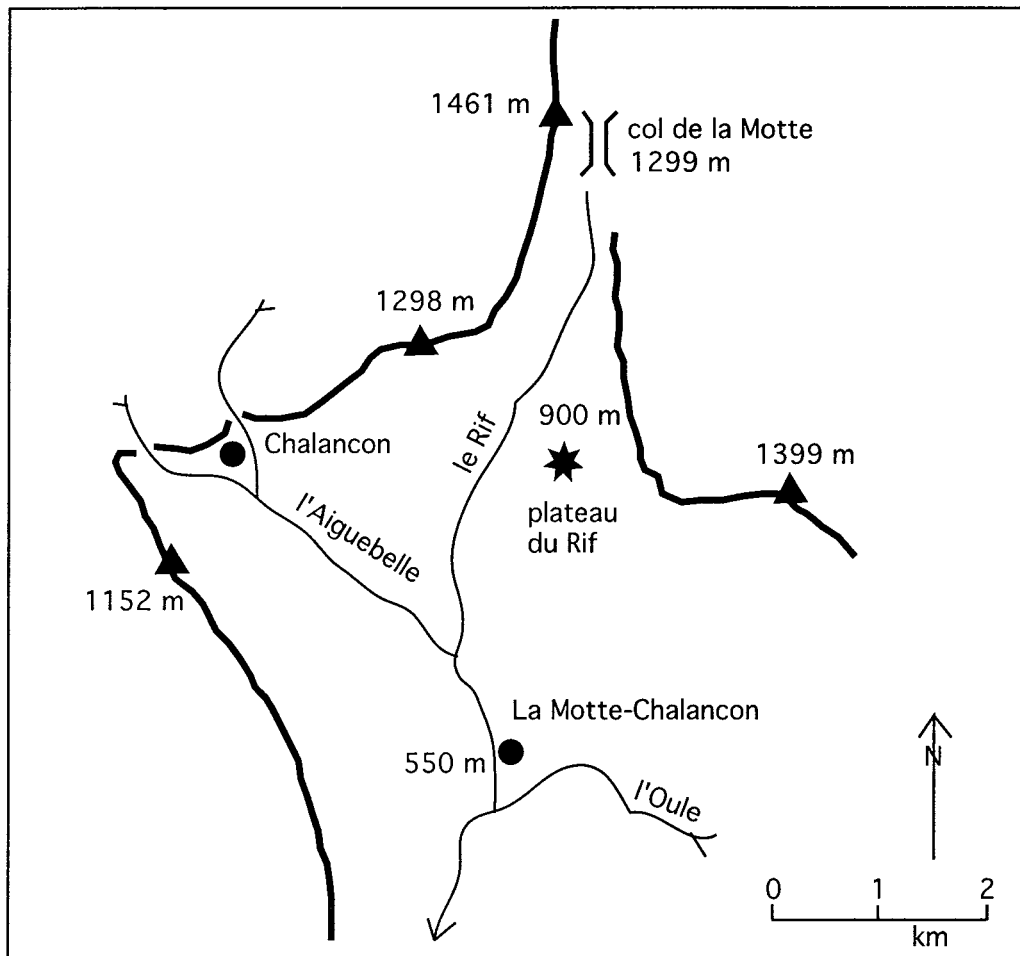 1461 m
col de la Motte
1299 m
1298 m
900 m
le Rif
Chalancon
1399 m
l'Aiguebelle
plateau
du Rif
1152 m
La Motte-Chalancon
550 m
N
l'Oule
0 1 2
km